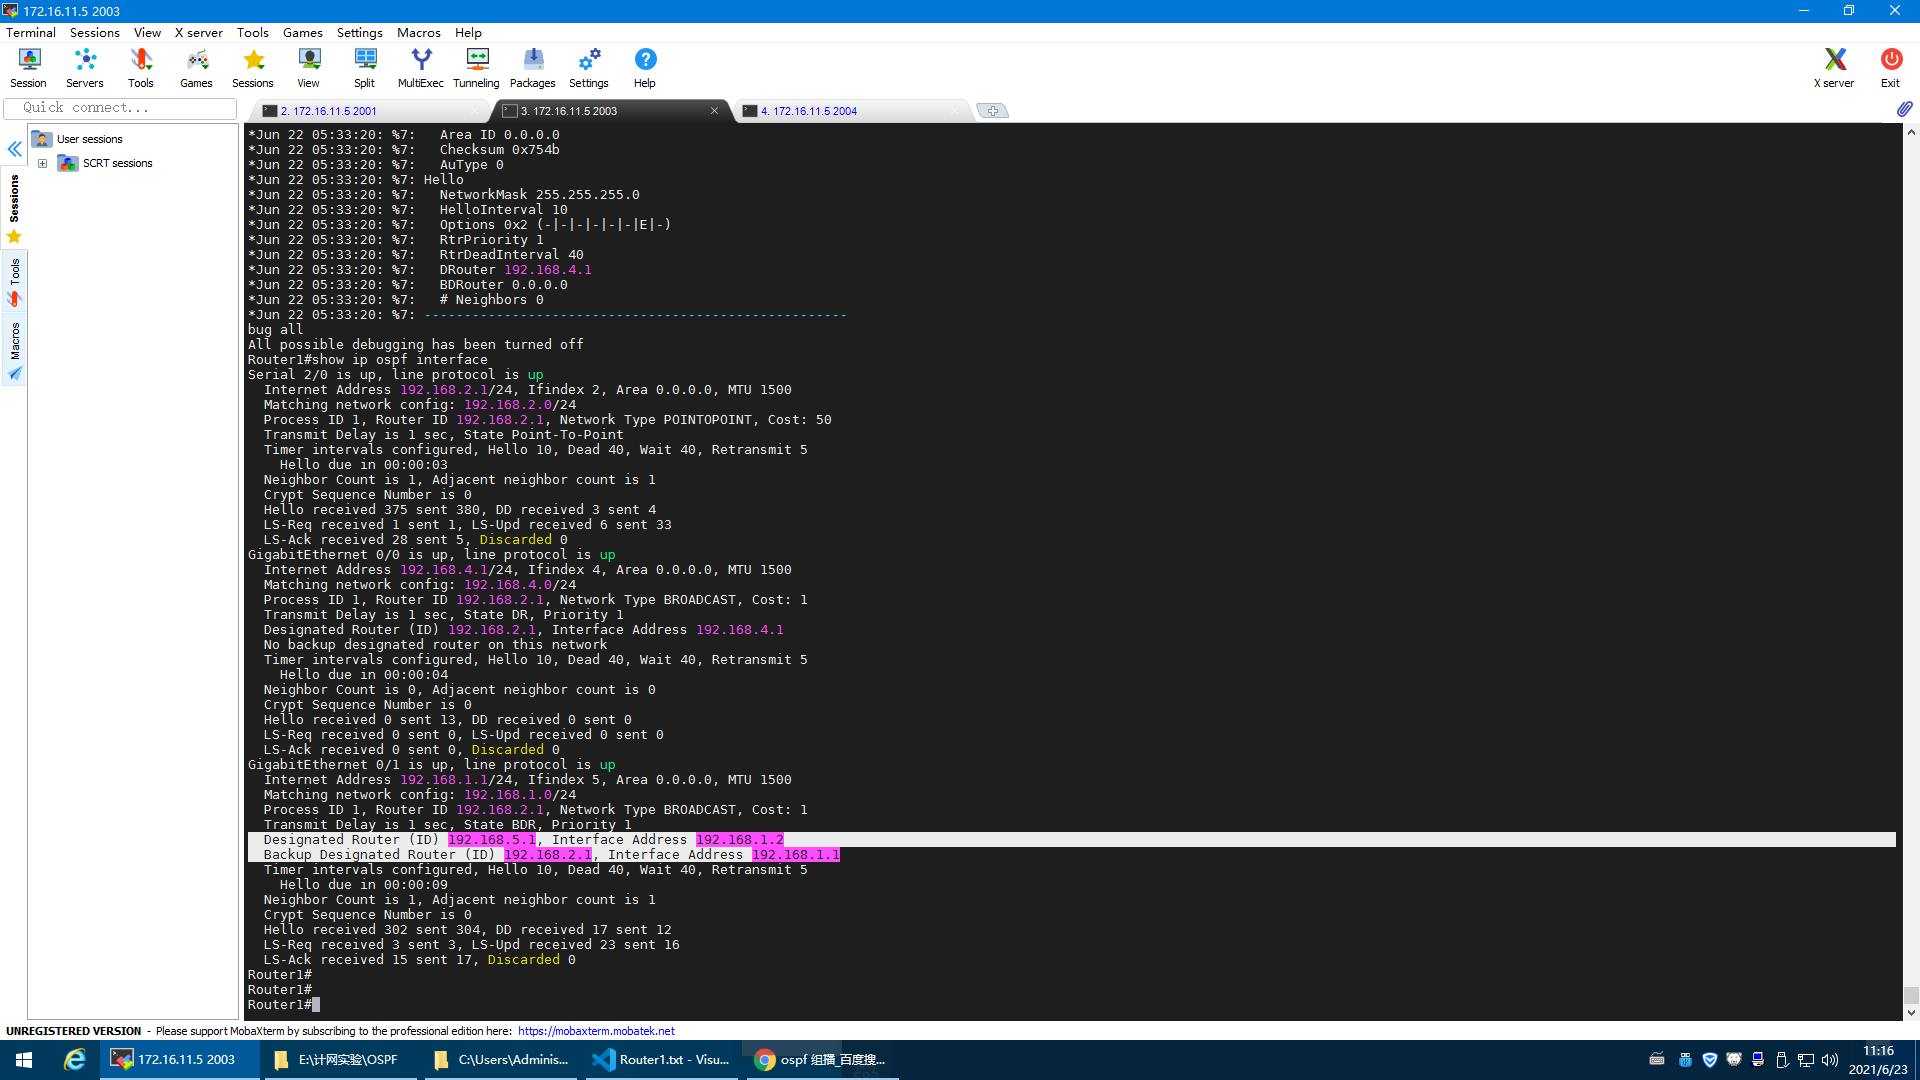 172.16.11.5 2003
Terminal Sessions View X server Tools Games Settings Macros Help
Session Servers Tools Games Sessions View Split MultiExec Tunneling Packages Settings Help X server Exit
Quick connect...
2. 172.16.11.5 2001
3. 172.16.11.5 2003
4. 172.16.11.5 2004
User sessions
SCRT sessions
Sessions
Tools
Macros
*Jun 22 05:33:20: %7:   Area ID 0.0.0.0
*Jun 22 05:33:20: %7:   Checksum 0x754b
*Jun 22 05:33:20: %7:   AuType 0
*Jun 22 05:33:20: %7: Hello
*Jun 22 05:33:20: %7:   NetworkMask 255.255.255.0
*Jun 22 05:33:20: %7:   HelloInterval 10
*Jun 22 05:33:20: %7:   Options 0x2 (-|-|-|-|-|-|E|-)
*Jun 22 05:33:20: %7:   RtrPriority 1
*Jun 22 05:33:20: %7:   RtrDeadInterval 40
*Jun 22 05:33:20: %7:   DRouter 192.168.4.1
*Jun 22 05:33:20: %7:   BDRouter 0.0.0.0
*Jun 22 05:33:20: %7:   # Neighbors 0
*Jun 22 05:33:20: %7: -----------------------------------------------------
bug all
All possible debugging has been turned off
Router1#show ip ospf interface
Serial 2/0 is up, line protocol is up
  Internet Address 192.168.2.1/24, Ifindex 2, Area 0.0.0.0, MTU 1500
  Matching network config: 192.168.2.0/24
  Process ID 1, Router ID 192.168.2.1, Network Type POINTOPOINT, Cost: 50
  Transmit Delay is 1 sec, State Point-To-Point
  Timer intervals configured, Hello 10, Dead 40, Wait 40, Retransmit 5
    Hello due in 00:00:03
  Neighbor Count is 1, Adjacent neighbor count is 1
  Crypt Sequence Number is 0
  Hello received 375 sent 380, DD received 3 sent 4
  LS-Req received 1 sent 1, LS-Upd received 6 sent 33
  LS-Ack received 28 sent 5, Discarded 0
GigabitEthernet 0/0 is up, line protocol is up
  Internet Address 192.168.4.1/24, Ifindex 4, Area 0.0.0.0, MTU 1500
  Matching network config: 192.168.4.0/24
  Process ID 1, Router ID 192.168.2.1, Network Type BROADCAST, Cost: 1
  Transmit Delay is 1 sec, State DR, Priority 1
  Designated Router (ID) 192.168.2.1, Interface Address 192.168.4.1
  No backup designated router on this network
  Timer intervals configured, Hello 10, Dead 40, Wait 40, Retransmit 5
    Hello due in 00:00:04
  Neighbor Count is 0, Adjacent neighbor count is 0
  Crypt Sequence Number is 0
  Hello received 0 sent 13, DD received 0 sent 0
  LS-Req received 0 sent 0, LS-Upd received 0 sent 0
  LS-Ack received 0 sent 0, Discarded 0
GigabitEthernet 0/1 is up, line protocol is up
  Internet Address 192.168.1.1/24, Ifindex 5, Area 0.0.0.0, MTU 1500
  Matching network config: 192.168.1.0/24
  Process ID 1, Router ID 192.168.2.1, Network Type BROADCAST, Cost: 1
  Transmit Delay is 1 sec, State BDR, Priority 1
  Designated Router (ID) 192.168.5.1, Interface Address 192.168.1.2
  Backup Designated Router (ID) 192.168.2.1, Interface Address 192.168.1.1
  Timer intervals configured, Hello 10, Dead 40, Wait 40, Retransmit 5
    Hello due in 00:00:09
  Neighbor Count is 1, Adjacent neighbor count is 1
  Crypt Sequence Number is 0
  Hello received 302 sent 304, DD received 17 sent 12
  LS-Req received 3 sent 3, LS-Upd received 23 sent 16
  LS-Ack received 15 sent 17, Discarded 0
Router1#
Router1#
Router1#
UNREGISTERED VERSION - Please support MobaXterm by subscribing to the professional edition here: https://mobaxterm.mobatek.net
172.16.11.5 2003
E:\计网实验\OSPF
C:\Users\Adminis...
Router1.txt - Visu...
ospf 组播_百度搜...
11:16
2021/6/23